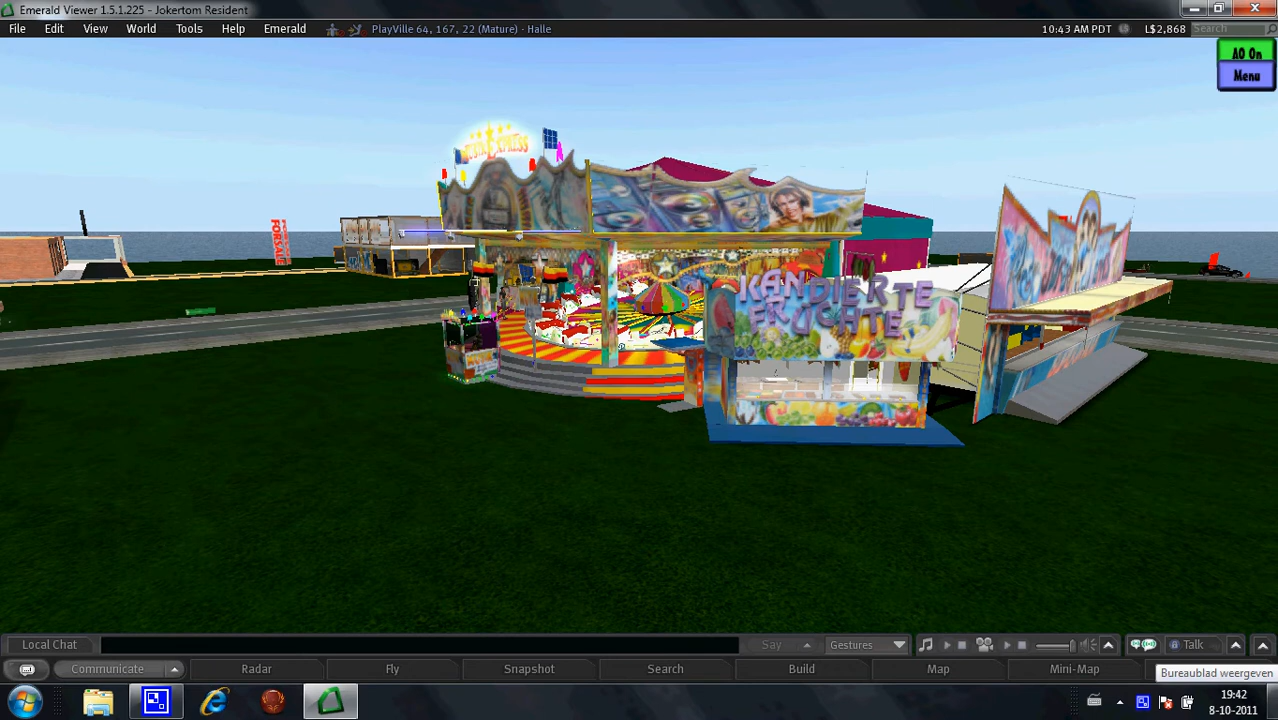 Emerald Viewer 1.5.1.225 - Jokertom Resident
File Edit View World Tools Help Emerald PlayVille 64, 167, 22 (Mature) - Halle 10:43 AM PDT L$2,868 Search
AO On
Menu
EXPRESS
FORSALE
KANDIERTE
FRÜCHTE
Local Chat Say Gestures Talk
Communicate Radar Fly Snapshot Search Build Map Mini-Map
Bureaublad weergeven
19:42
8-10-2011